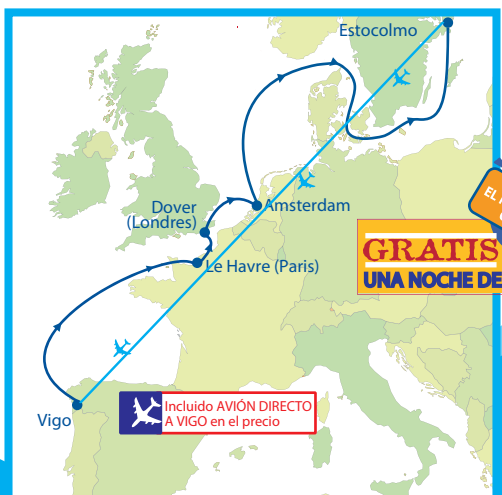 Estocolmo
Dover
(Londres)
Amsterdam
EL
GRATIS
Le Havre (Paris)
UNA NOCHE DE
Incluido AVIÓN DIRECTO
A VIGO en el precio
Vigo